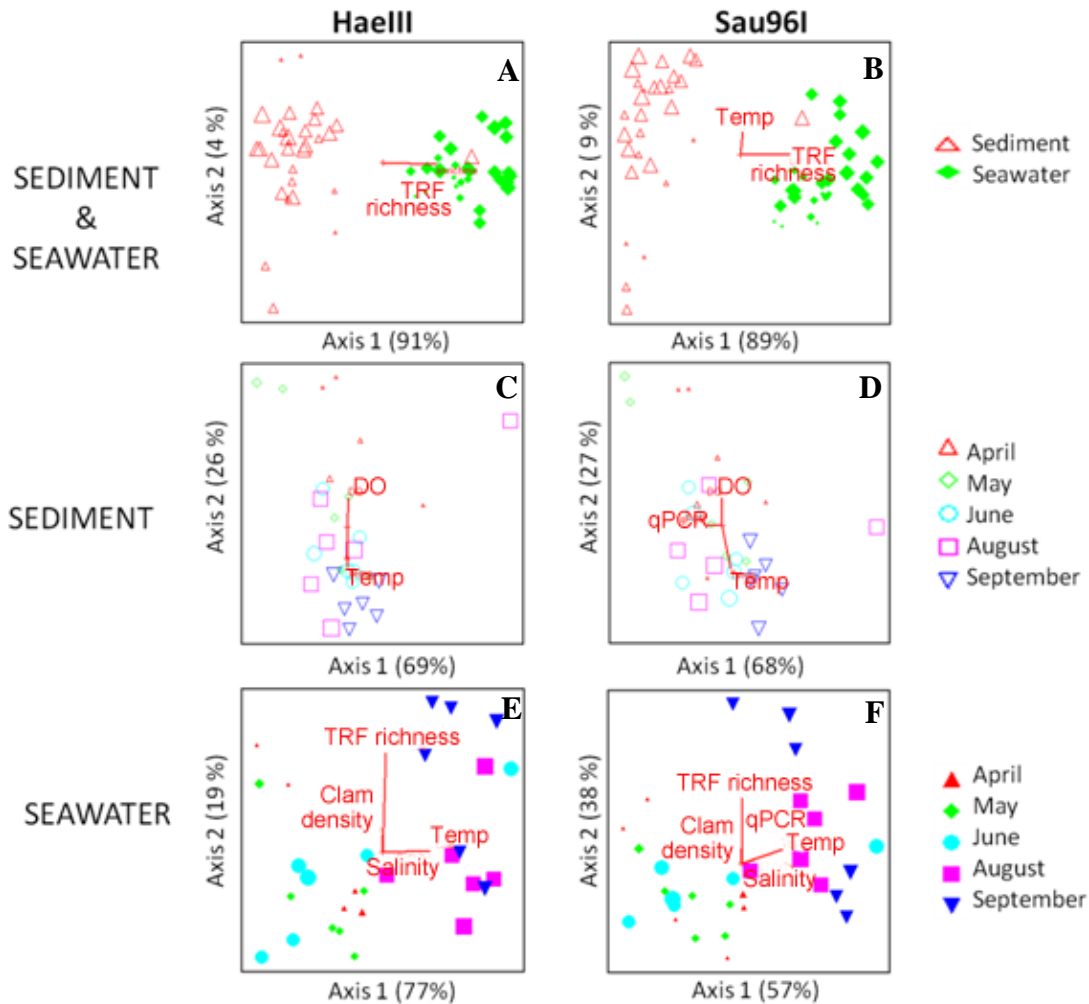 HaeIII
Sau96I
SEDIMENT
&
SEAWATER
Axis 2 (4 %)
A
TRF
richness
Axis 1 (91%)
Axis 2 ( 9 %)
B
Temp
TRF
richness
Axis 1 (89%)
Sediment
Seawater
SEDIMENT
Axis 2 (26 %)
C
DO
Temp
Axis 1 (69%)
Axis 2 (27 %)
D
DO
qPCR
Temp
Axis 1 (68%)
April
May
June
August
September
SEAWATER
Axis 2 (19 %)
E
TRF richness
Clam
density
Temp
Salinity
Axis 1 (77%)
Axis 2 (38 %)
F
TRF richness
Clam
density
qPCR
Temp
Salinity
Axis 1 (57%)
April
May
June
August
September